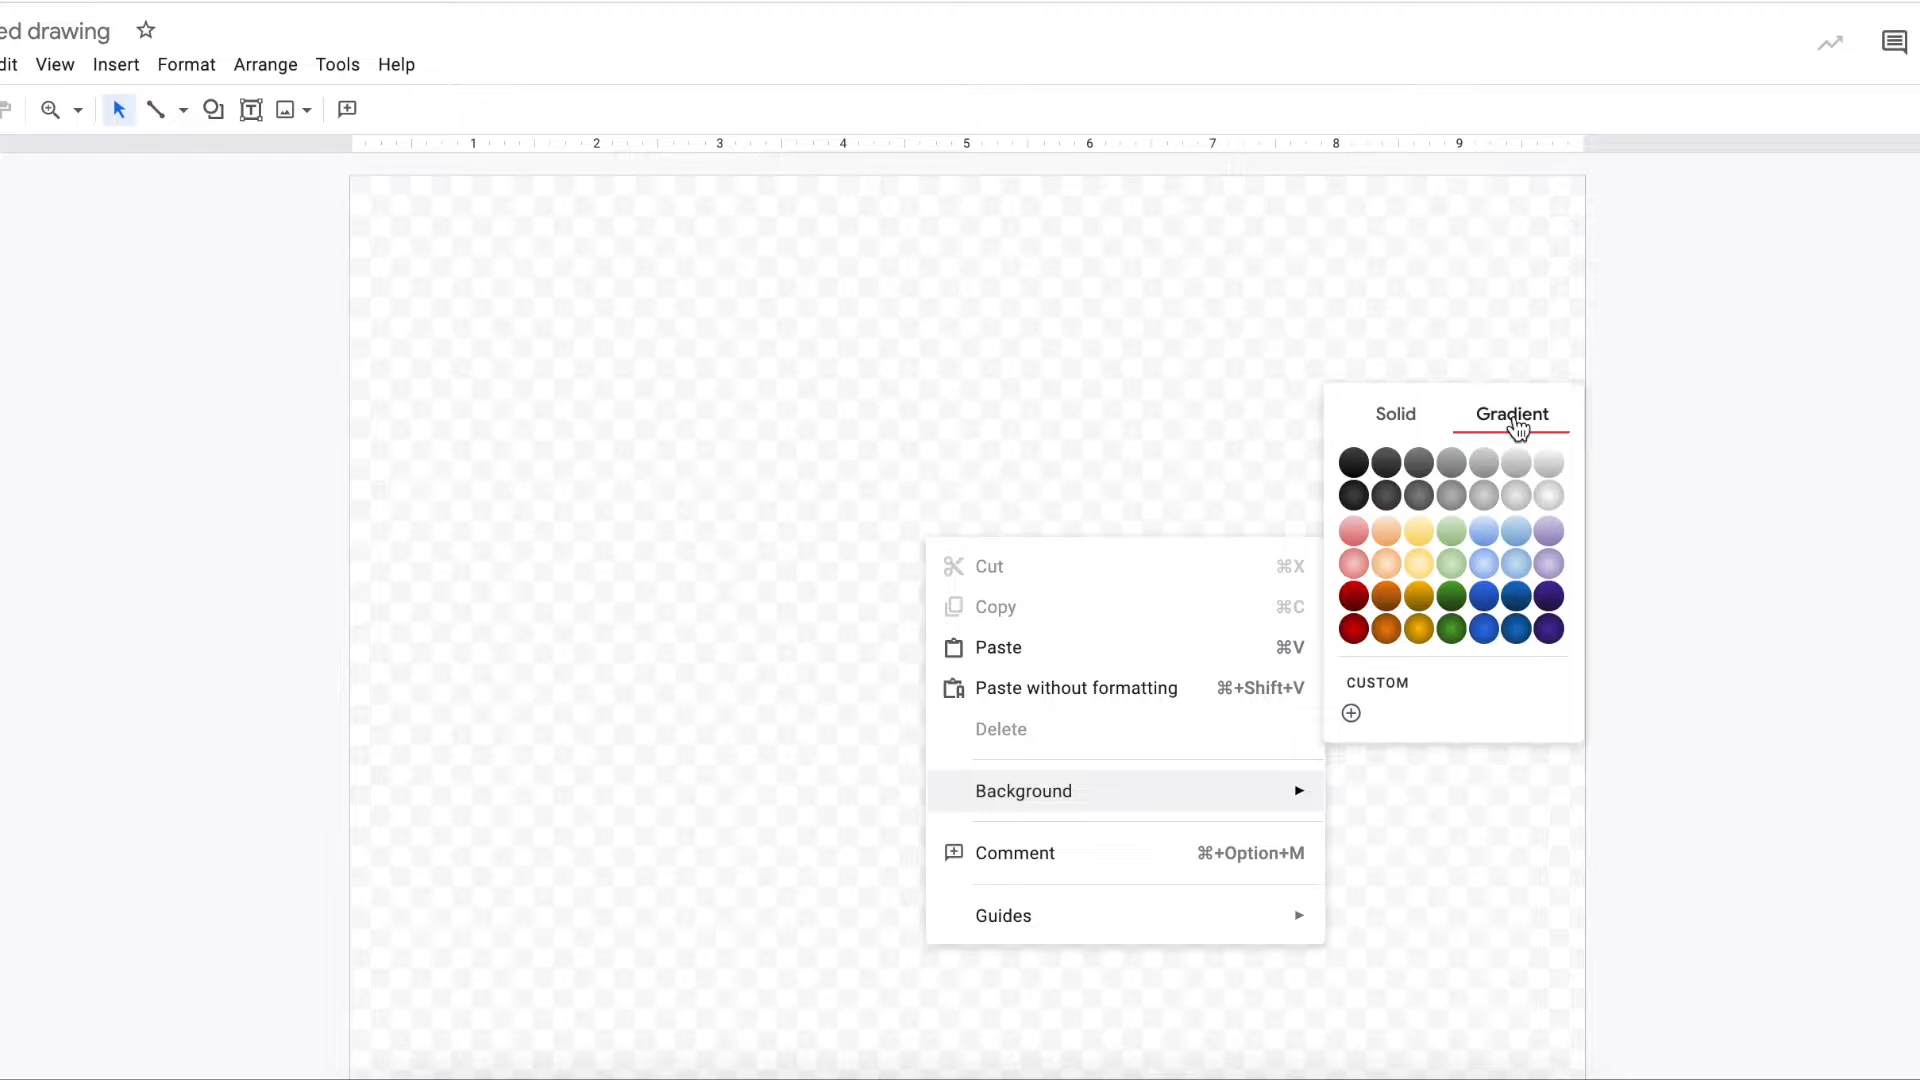 ed drawing
dit View Insert Format Arrange Tools Help
1 2 3 4 5 6 7 8 9
Solid Gradient
Cut ⌘X
Copy ⌘C
Paste ⌘V
Paste without formatting ⌘+Shift+V
Delete
CUSTOM
Background
Comment ⌘+Option+M
Guides